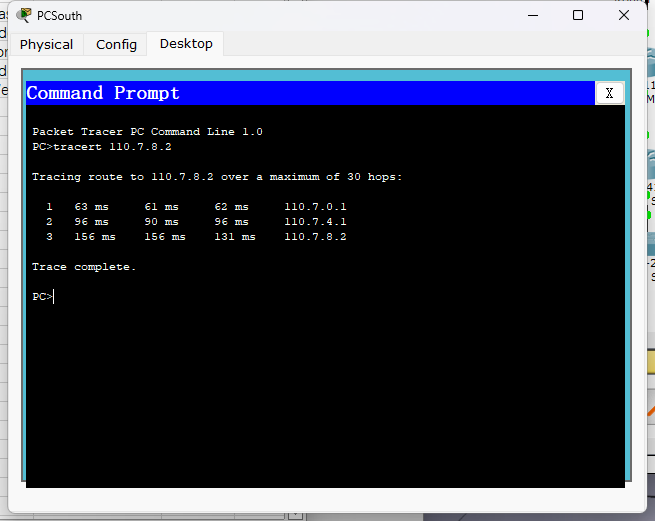 PCSouth
Physical Config Desktop
Command Prompt X
Packet Tracer PC Command Line 1.0
PC>tracert 110.7.8.2
Tracing route to 110.7.8.2 over a maximum of 30 hops:
1 63 ms 61 ms 62 ms 110.7.0.1
2 96 ms 90 ms 96 ms 110.7.4.1
3 156 ms 156 ms 131 ms 110.7.8.2
Trace complete.
PC>